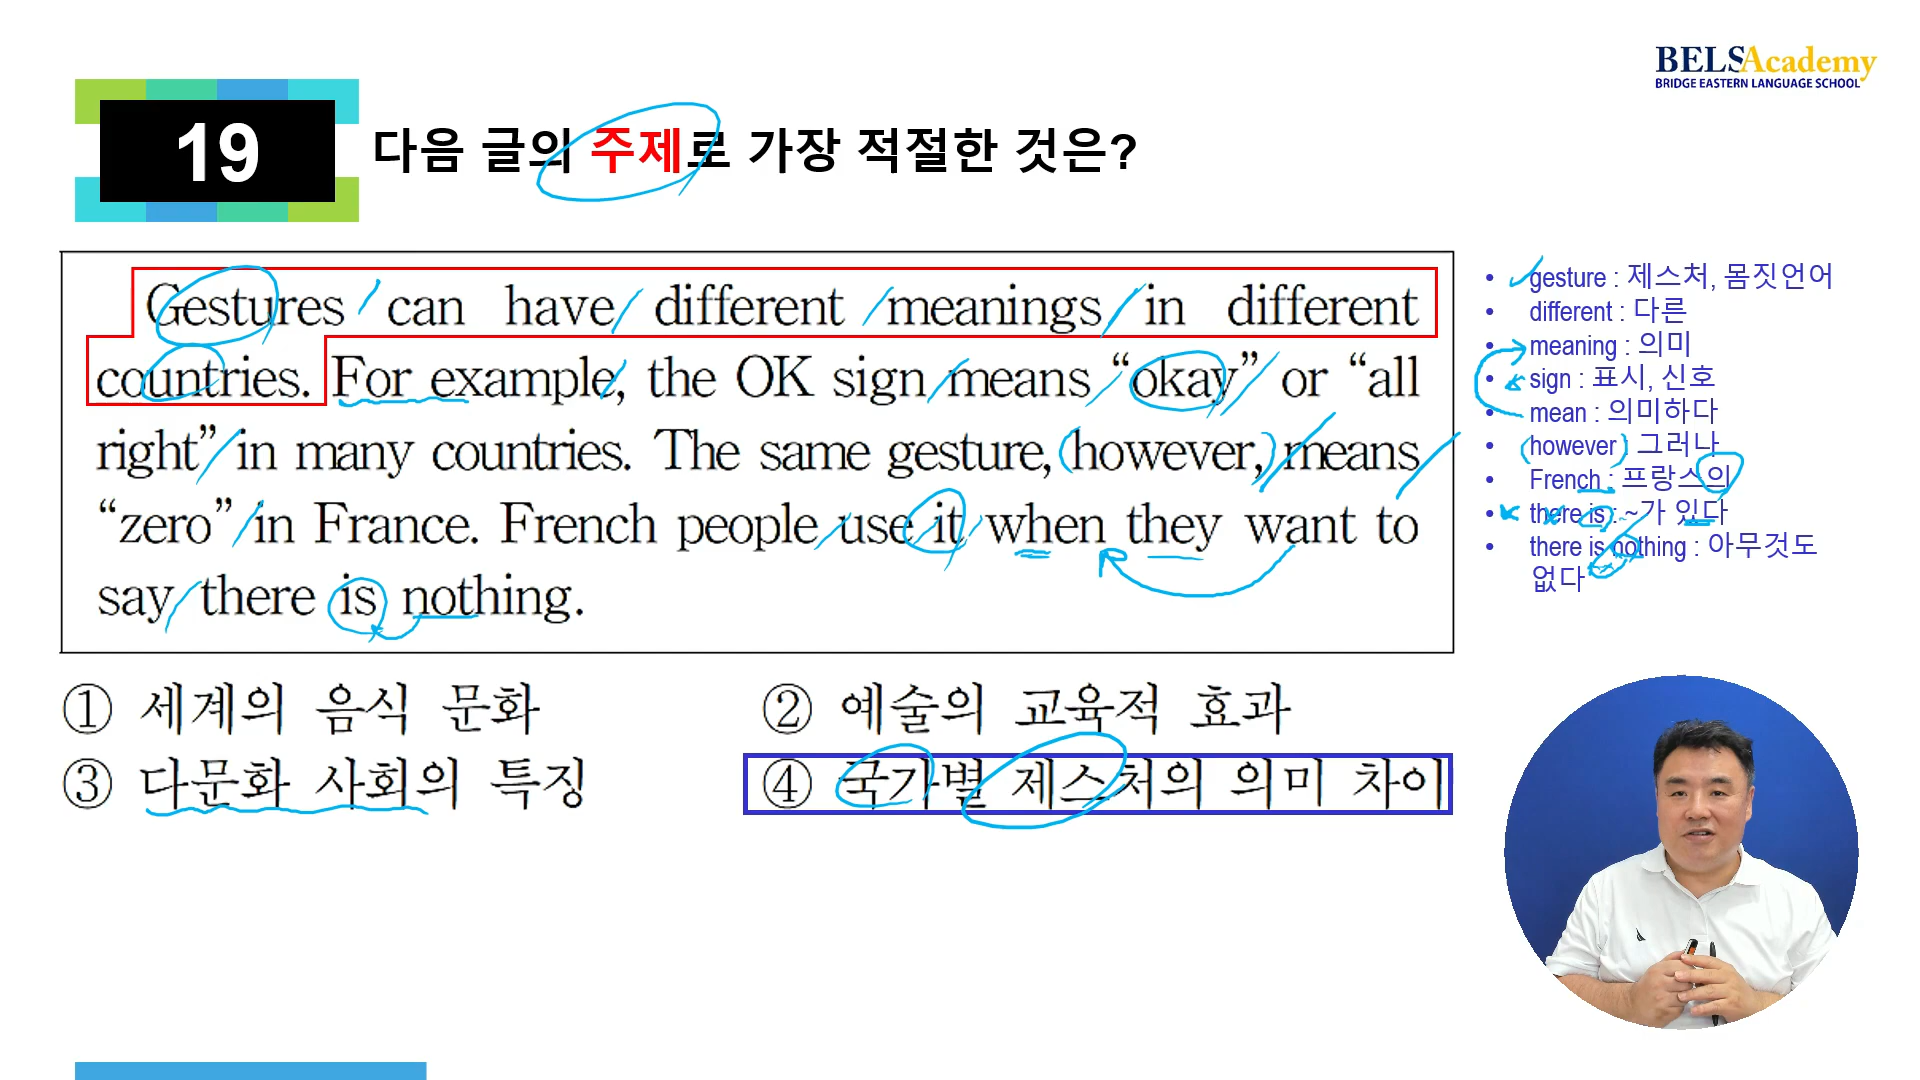 BELSAcademy
BRIDGE EASTERN LANGUAGE SCHOOL
19
다음 글의 주제로 가장 적절한 것은?
Gestures can have different meanings in different
countries. For example, the OK sign means “okay” or “all
right” in many countries. The same gesture, however, means
“zero” in France. French people use it when they want to
say there is nothing.
• gesture : 제스처, 몸짓언어
• different : 다른
• meaning : 의미
• sign : 표시, 신호
• mean : 의미하다
• however : 그러나
• French : 프랑스의
• there is : ~가 있다
• there is nothing : 아무것도
없다
① 세계의 음식 문화
② 예술의 교육적 효과
③ 다문화 사회의 특징
④ 국가별 제스처의 의미 차이